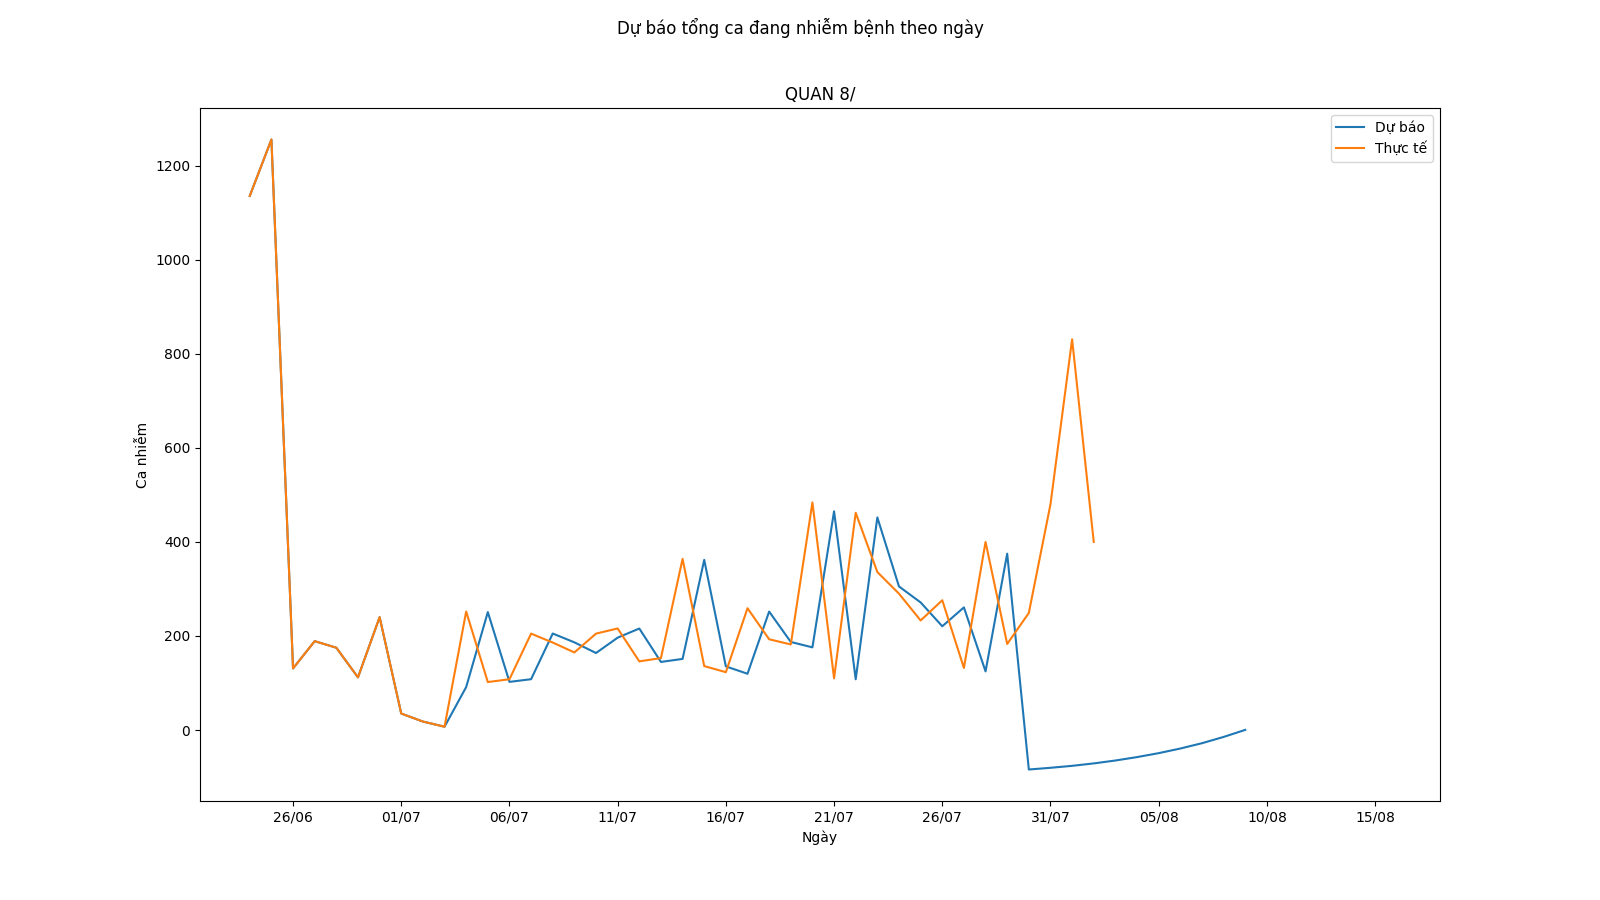 Dự báo tổng ca đang nhiễm bệnh theo ngày
QUAN 8/
Dự báo
Thực tế
1200
1000
800
600
400
200
0
Ca nhiễm
26/06 01/07 06/07 11/07 16/07 21/07 26/07 31/07 05/08 10/08 15/08
Ngày